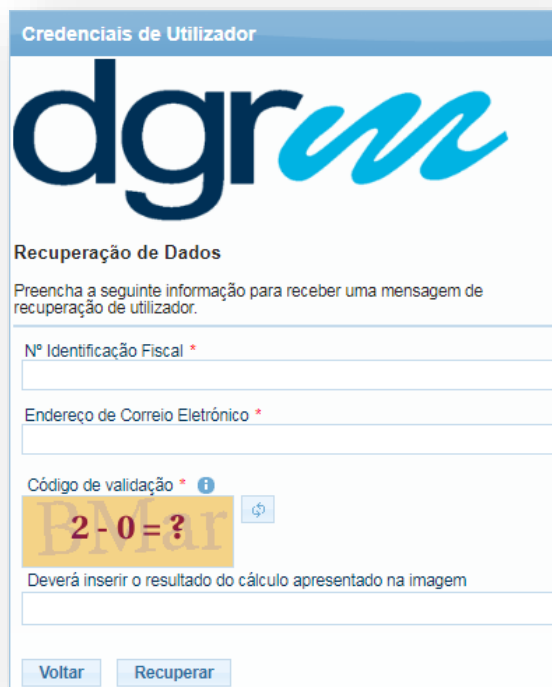 Credenciais de Utilizador
dgrm
Recuperação de Dados
Preencha a seguinte informação para receber uma mensagem de
recuperação de utilizador.
Nº Identificação Fiscal *
Endereço de Correio Eletrónico *
Código de validação *
BMar
2 - 0 = ?
Deverá inserir o resultado do cálculo apresentado na imagem
Voltar Recuperar